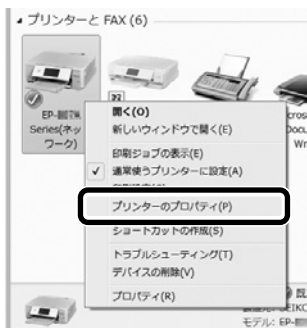 プリンターと FAX (6)
開く(O)
新しいウィンドウで開く(E)
印刷ジョブの表示(E)
通常使うプリンターに設定(A)
プリンターのプロパティ(P)
ショートカットの作成(S)
トラブルシューティング(T)
デバイスの削除(V)
プロパティ(R)
EP-
Series(ネッ
トワーク)
モデル: EP-